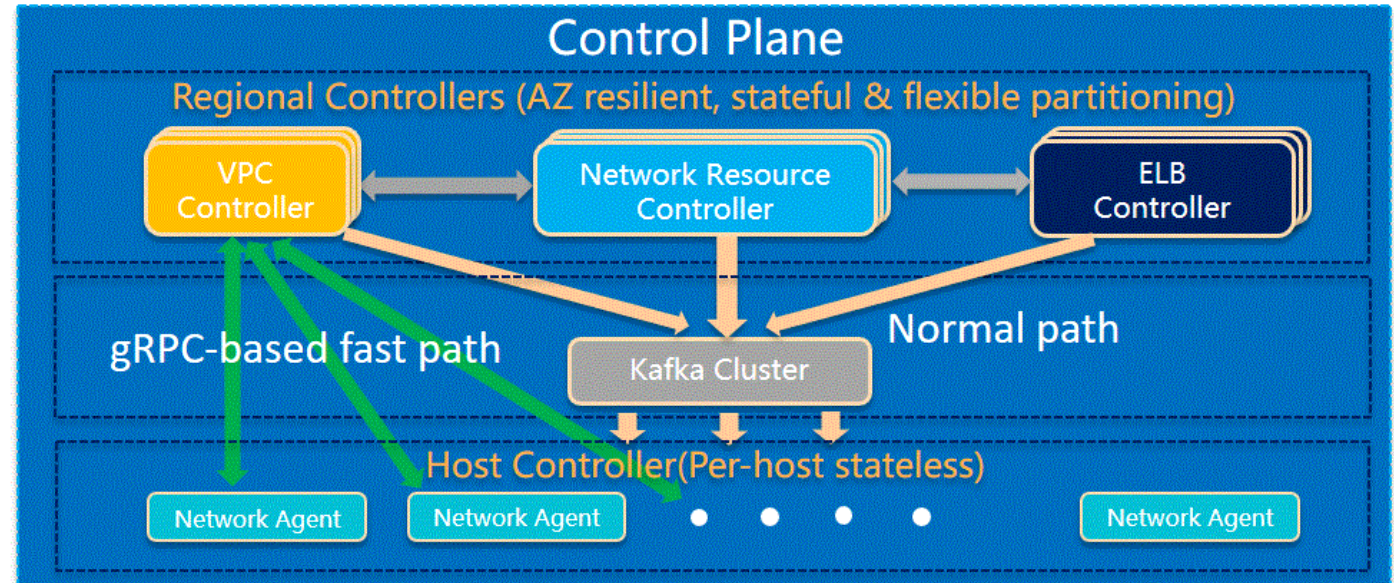 Control Plane
Regional Controllers (AZ resilient, stateful & flexible partitioning)
VPC
Controller
Network Resource
Controller
ELB
Controller
gRPC-based fast path
Normal path
Kafka Cluster
Host Controller(Per-host stateless)
Network Agent
Network Agent
Network Agent